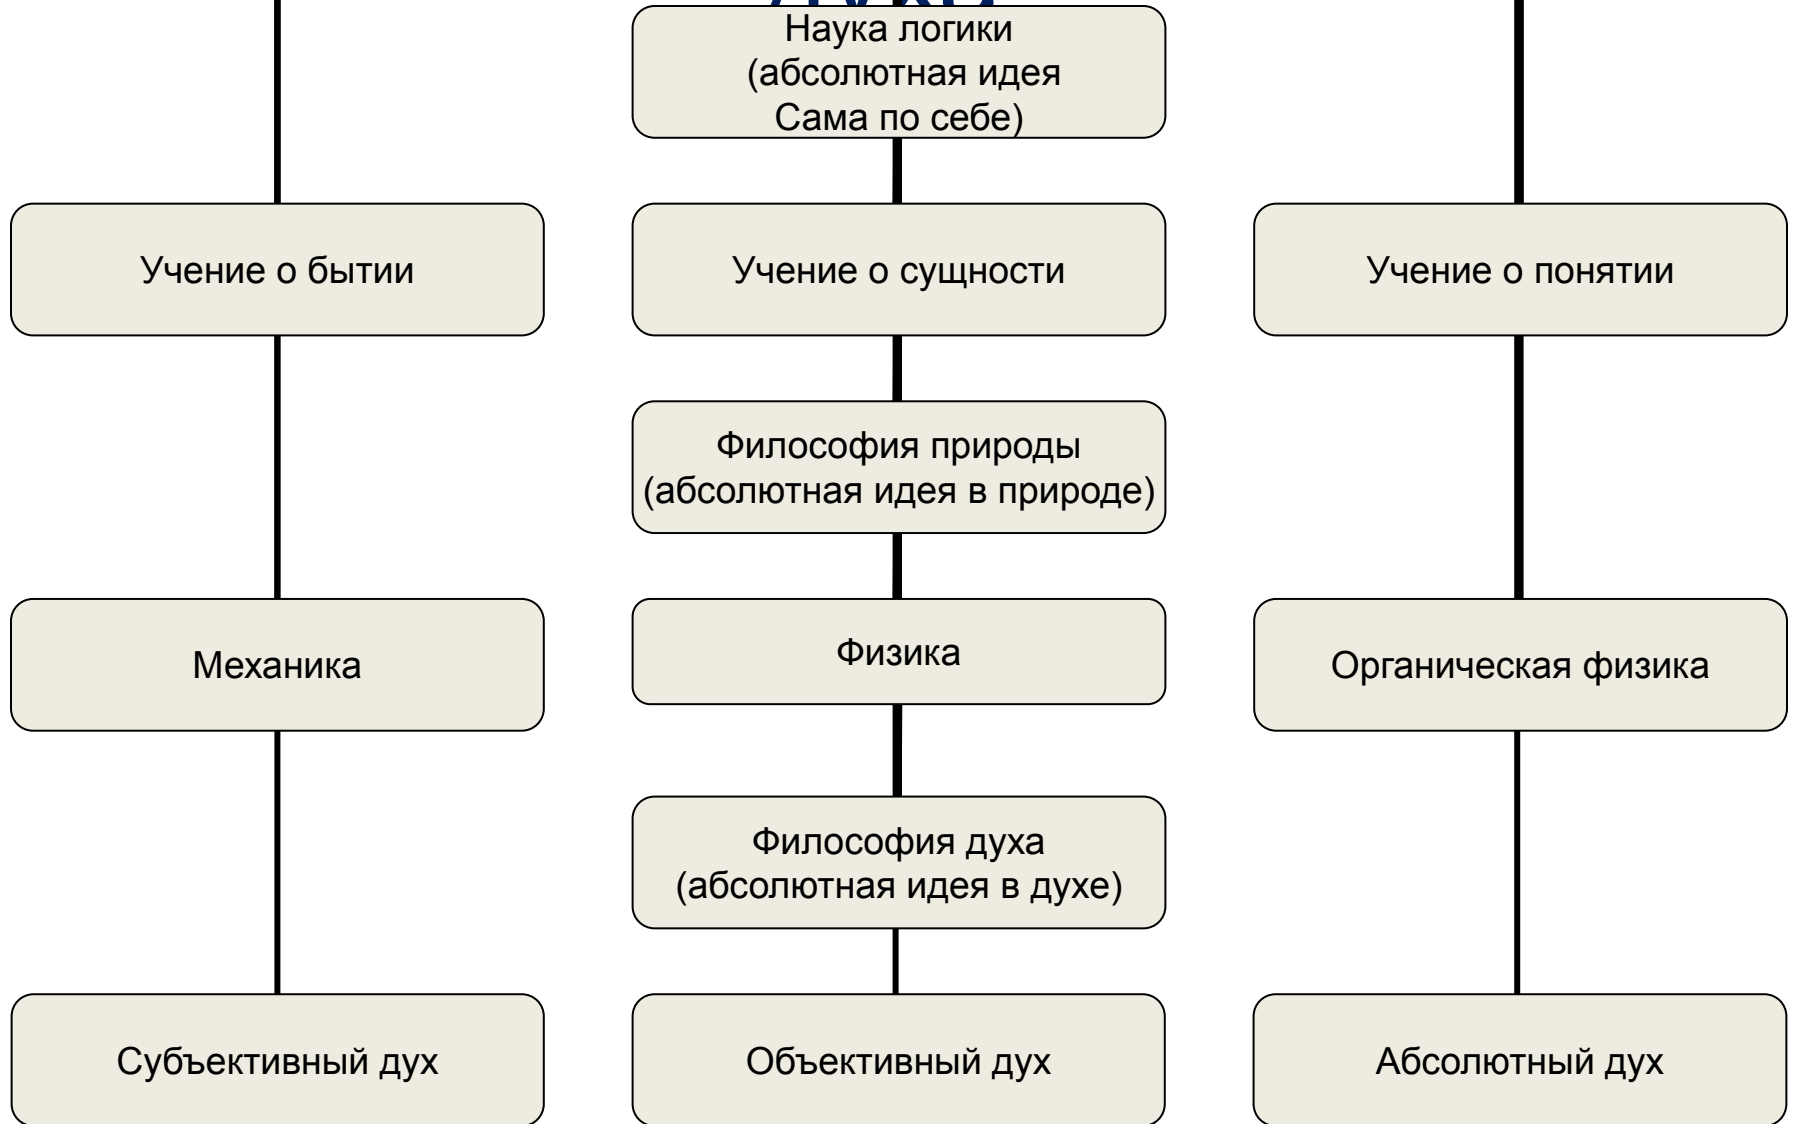 Наука логики
(абсолютная идея
Сама по себе)
Учение о бытии
Учение о сущности
Учение о понятии
Философия природы
(абсолютная идея в природе)
Механика
Физика
Органическая физика
Философия духа
(абсолютная идея в духе)
Субъективный дух
Объективный дух
Абсолютный дух